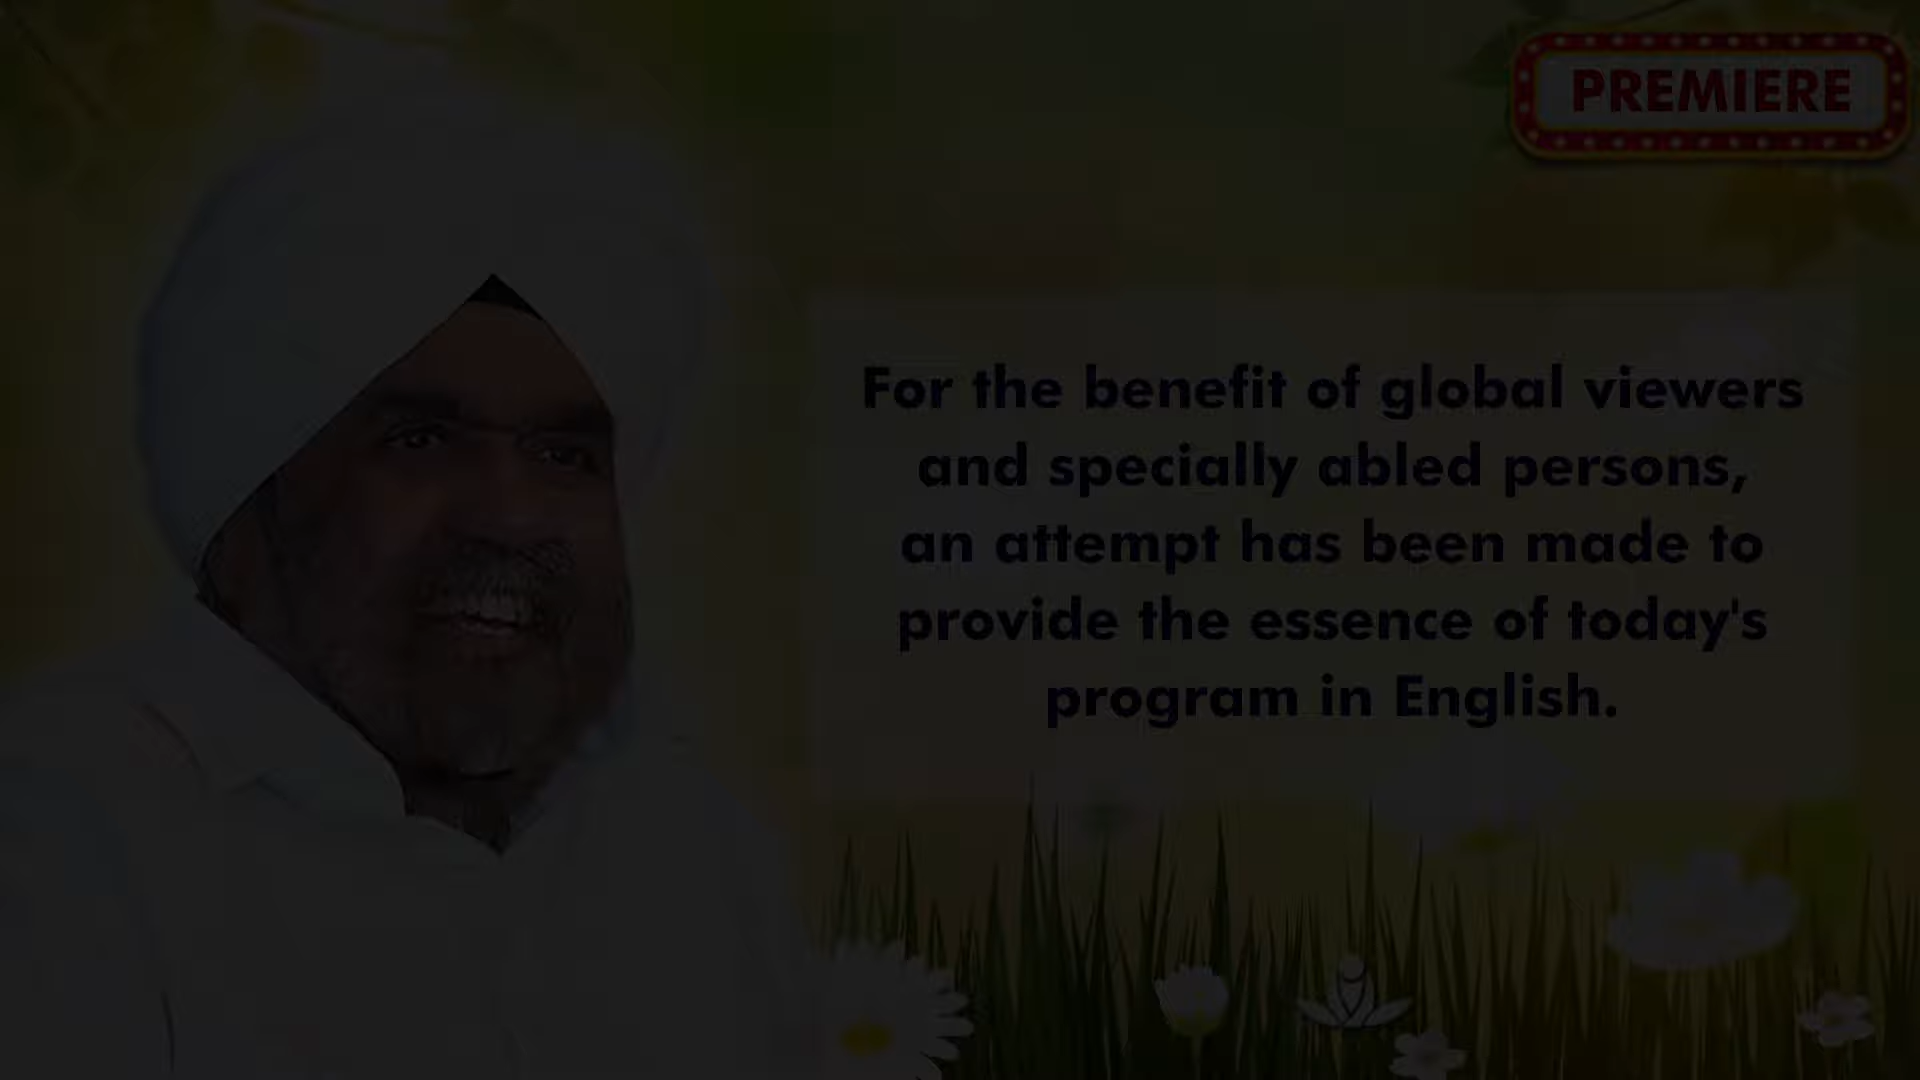 PREMIERE
For the benefit of global viewers
and specially abled persons,
an attempt has been made to
provide the essence of today's
program in English.